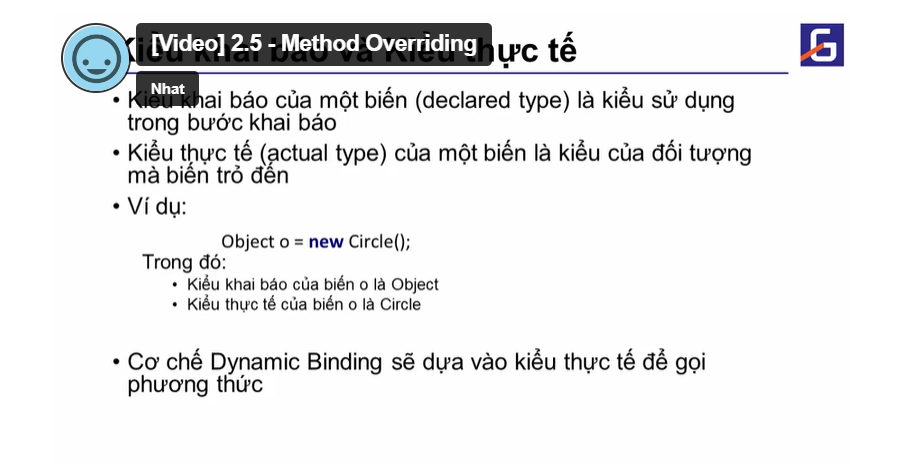 [Video] 2.5 - Method Overriding
Kiểu khai báo và Kiểu thực tế
Nhat
• Kiểu khai báo của một biến (declared type) là kiểu sử dụng
trong bước khai báo
• Kiểu thực tế (actual type) của một biến là kiểu của đối tượng
mà biến trỏ đến
• Ví dụ:
Object o = new Circle();
Trong đó:
• Kiểu khai báo của biến o là Object
• Kiểu thực tế của biến o là Circle
• Cơ chế Dynamic Binding sẽ dựa vào kiểu thực tế để gọi
phương thức